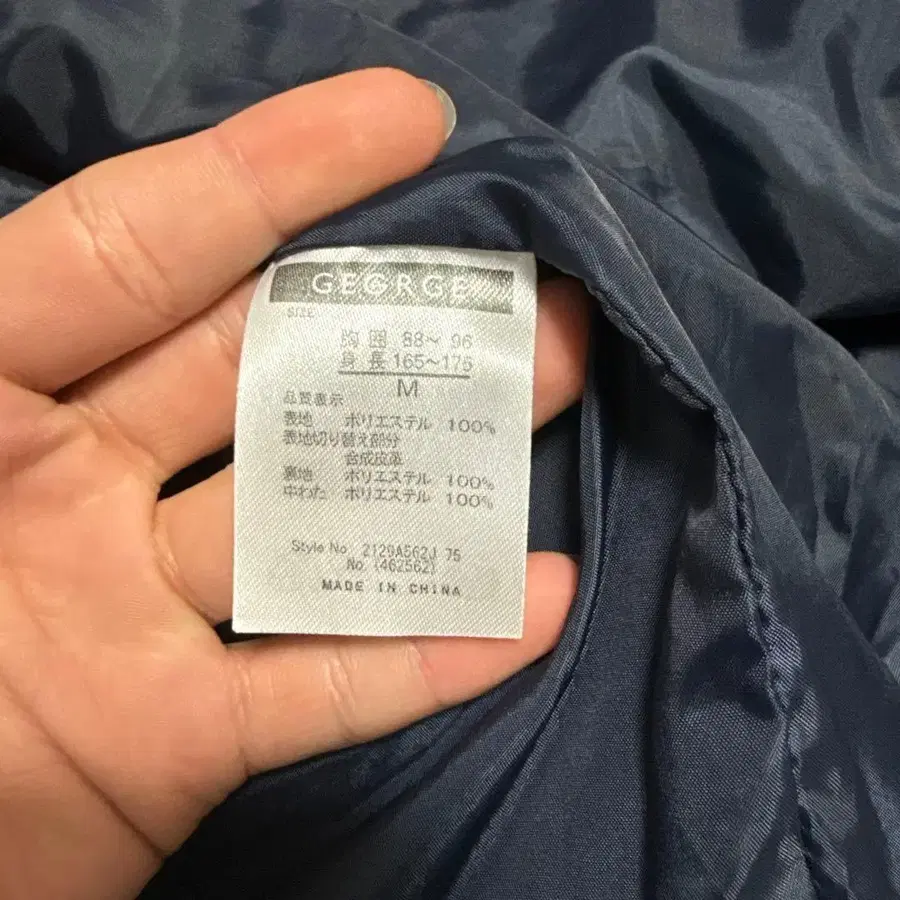 GEORGE
SIZE
胸囲 88～96
身長 165～175
M
品質表示
表地 ポリエステル 100%
表地切り替え部分
合成皮革
裏地 ポリエステル 100%
中わた ポリエステル 100%
Style No. 2129A562J 75
No. (462562)
MADE IN CHINA